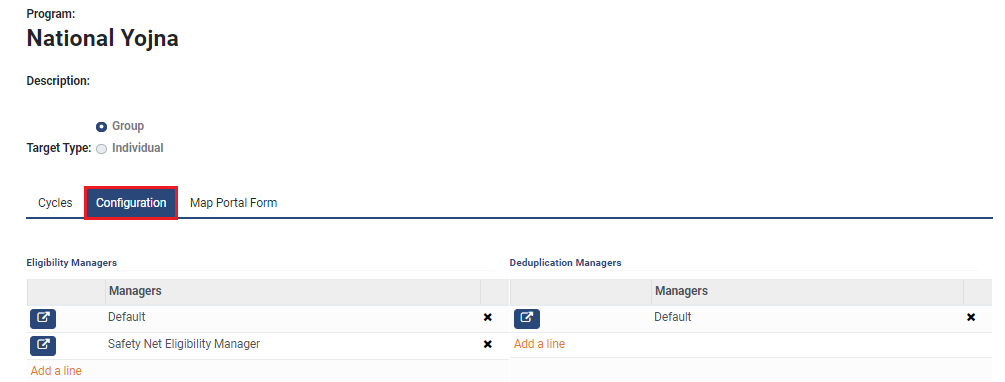 Program:
National Yojna
Description:
Group
Target Type: Individual
Cycles Configuration Map Portal Form
Eligibility Managers Deduplication Managers
Managers Managers
Default Default
Safety Net Eligibility Manager Add a line
Add a line